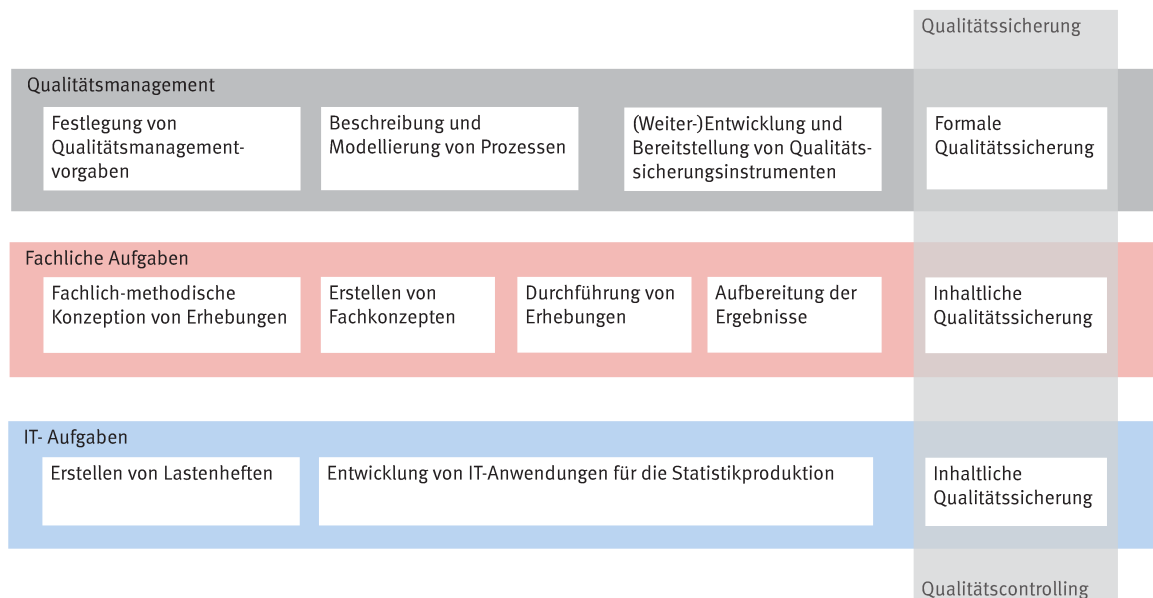 Qualitätssicherung
Qualitätsmanagement
Festlegung von
Qualitätsmanagement-
vorgaben
Beschreibung und
Modellierung von Prozessen
(Weiter-)Entwicklung und
Bereitstellung von Qualitäts-
sicherungsinstrumenten
Formale
Qualitätssicherung
Fachliche Aufgaben
Fachlich-methodische
Konzeption von Erhebungen
Erstellen von
Fachkonzepten
Durchführung von
Erhebungen
Aufbereitung der
Ergebnisse
Inhaltliche
Qualitätssicherung
IT- Aufgaben
Erstellen von Lastenheften
Entwicklung von IT-Anwendungen für die Statistikproduktion
Inhaltliche
Qualitätssicherung
Qualitätscontrolling